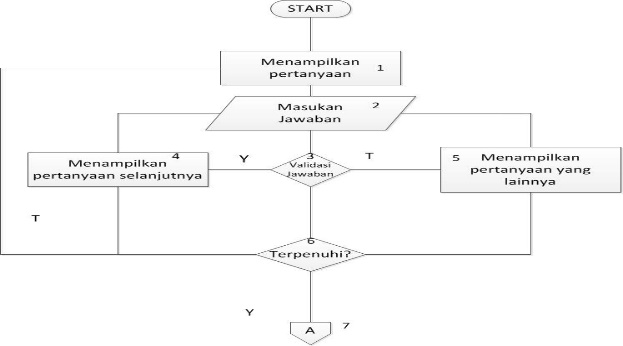 START
Menampilkan
pertanyaan 1
Masukan 2
Jawaban
4
Menampilkan
pertanyaan selanjutnya
Y
3
Validasi
Jawaban
T
5 Menampilkan
pertanyaan yang
lainnya
T
6
Terpenuhi?
Y
A 7